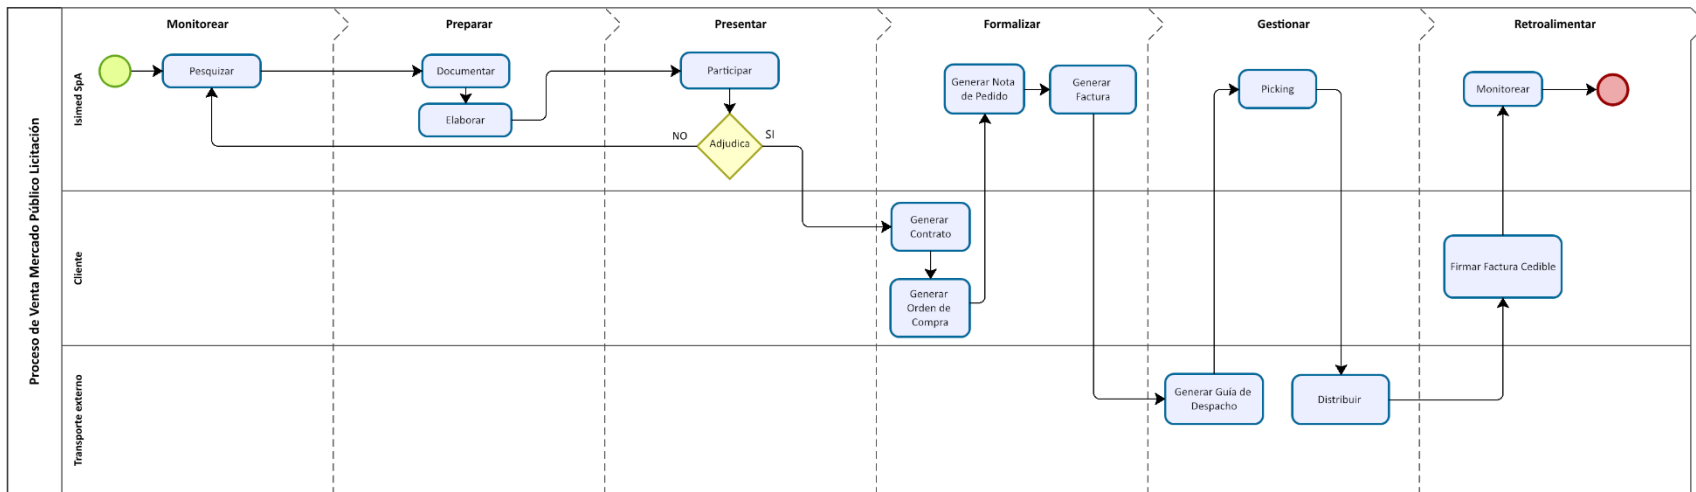 Proceso de Venta Mercado Público Licitación
Monitorear
Preparar
Presentar
Formalizar
Gestionar
Retroalimentar
Isimed SpA
Pesquizar
Documentar
Elaborar
Participar
Adjudica
NO
SI
Generar Nota
de Pedido
Generar
Factura
Picking
Monitorear
Cliente
Generar
Contrato
Generar
Orden de
Compra
Firmar Factura Cedible
Transporte externo
Generar Guía de
Despacho
Distribuir